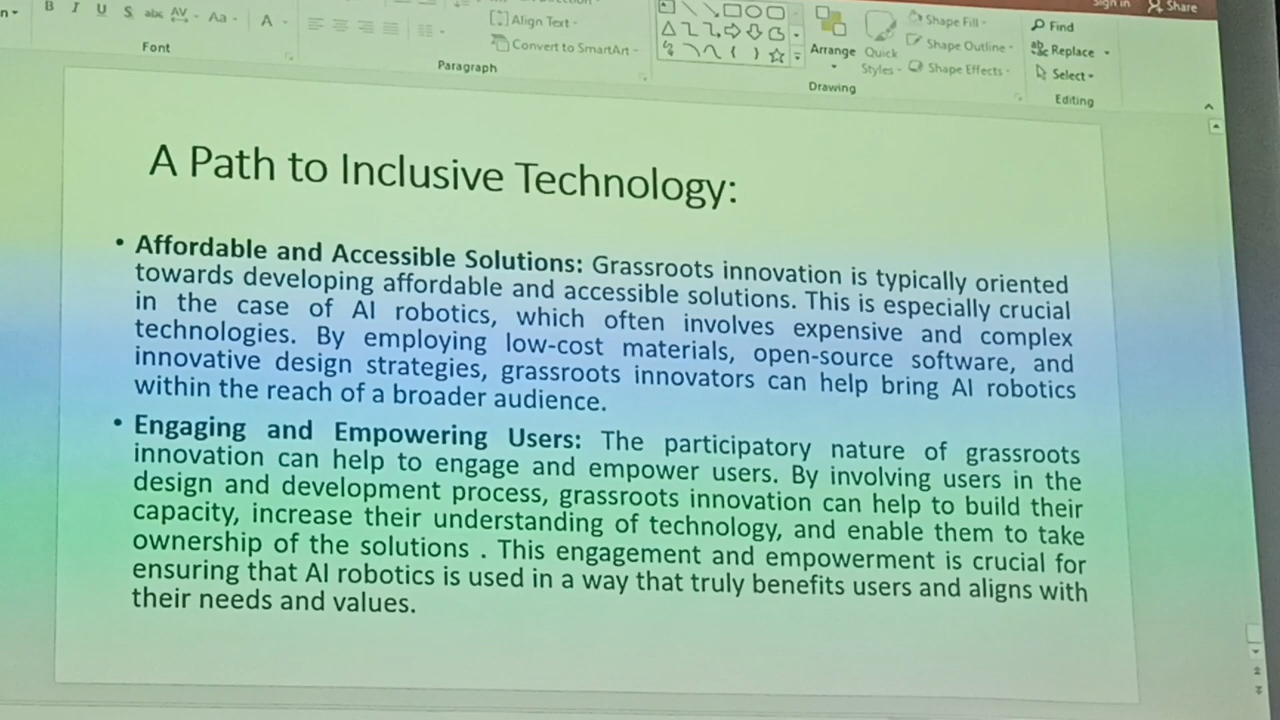 Sign in Share
B I U S abc AV Aa A
Align Text
Convert to SmartArt
Font
Paragraph
Arrange
Quick
Styles
Shape Fill
Shape Outline
Shape Effects
Drawing
Find
Replace
Select
Editing
A Path to Inclusive Technology:
• Affordable and Accessible Solutions: Grassroots innovation is typically oriented
towards developing affordable and accessible solutions. This is especially crucial
in the case of AI robotics, which often involves expensive and complex
technologies. By employing low-cost materials, open-source software, and
innovative design strategies, grassroots innovators can help bring AI robotics
within the reach of a broader audience.
• Engaging and Empowering Users: The participatory nature of grassroots
innovation can help to engage and empower users. By involving users in the
design and development process, grassroots innovation can help to build their
capacity, increase their understanding of technology, and enable them to take
ownership of the solutions . This engagement and empowerment is crucial for
ensuring that AI robotics is used in a way that truly benefits users and aligns with
their needs and values.